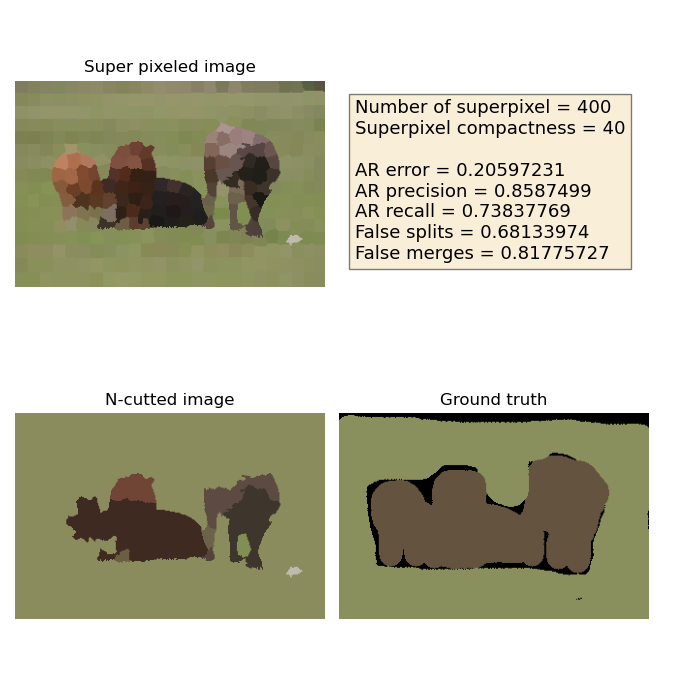 Super pixeled image
Number of superpixel = 400
Superpixel compactness = 40
AR error = 0.20597231
AR precision = 0.8587499
AR recall = 0.73837769
False splits = 0.68133974
False merges = 0.81775727
N-cutted image
Ground truth